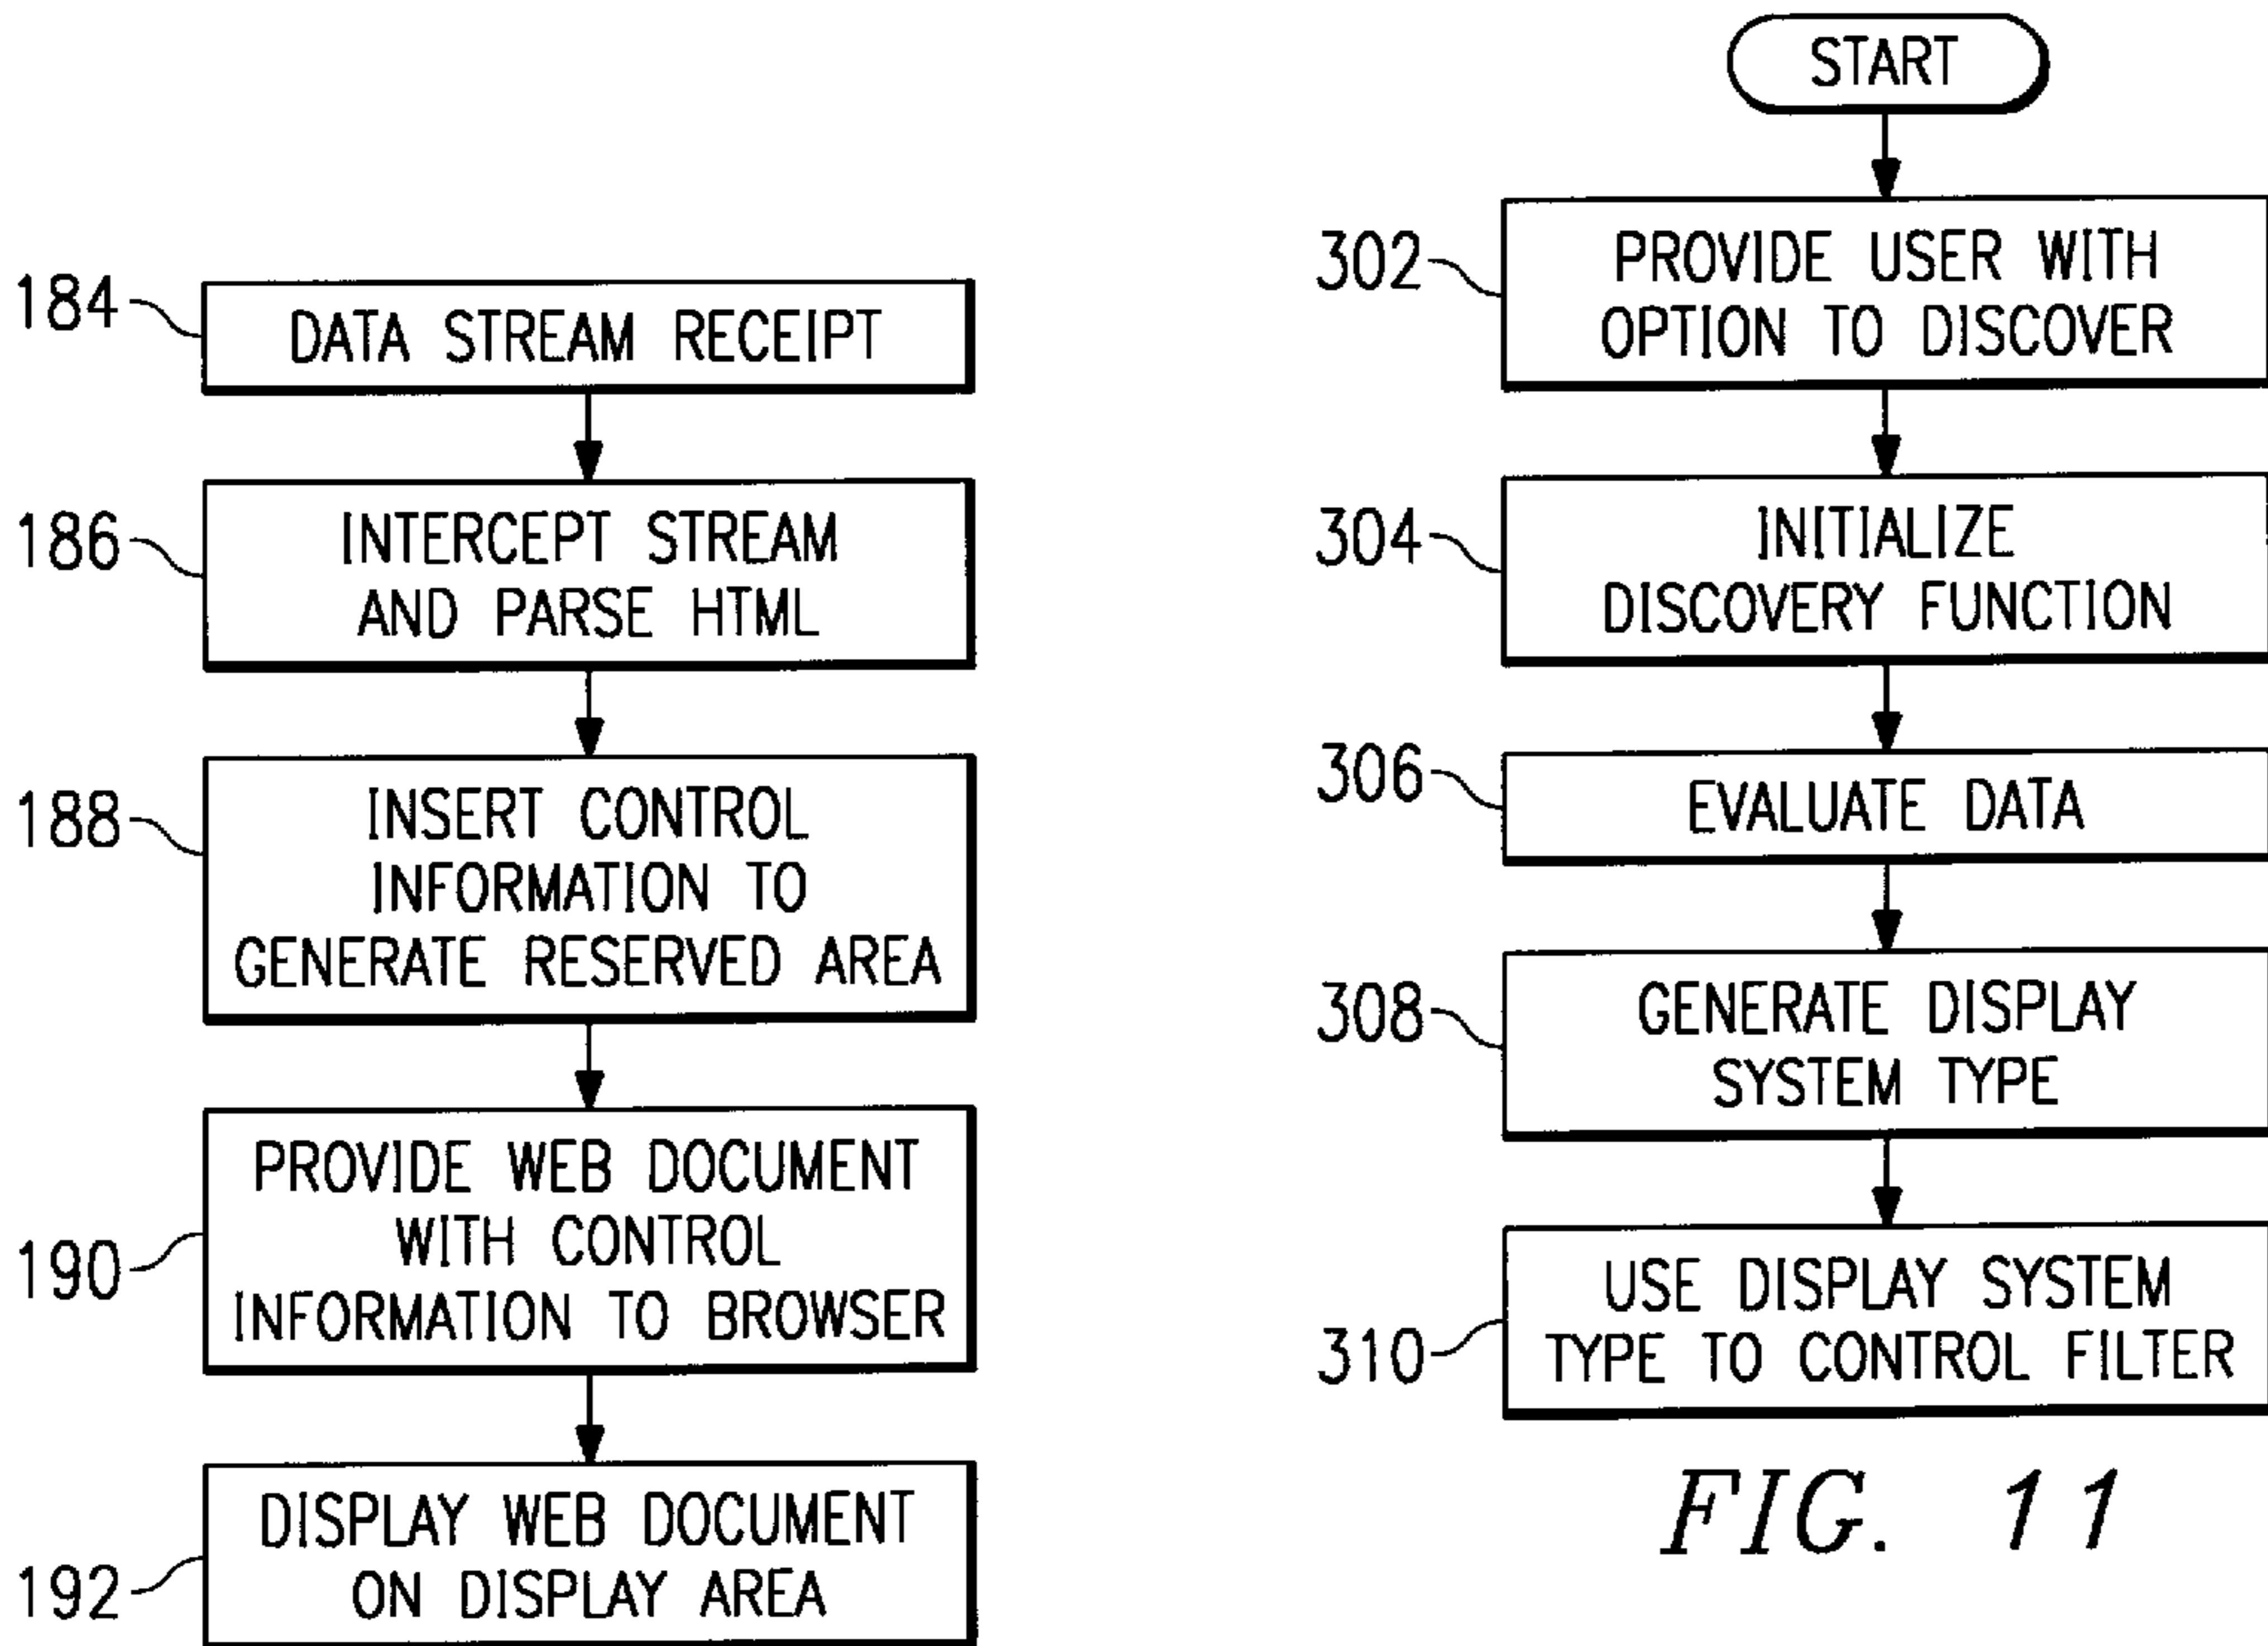 184
DATA STREAM RECEIPT
186
INTERCEPT STREAM
AND PARSE HTML
188
INSERT CONTROL
INFORMATION TO
GENERATE RESERVED AREA
190
PROVIDE WEB DOCUMENT
WITH CONTROL
INFORMATION TO BROWSER
192
DISPLAY WEB DOCUMENT
ON DISPLAY AREA
START
302
PROVIDE USER WITH
OPTION TO DISCOVER
304
INITIALIZE
DISCOVERY FUNCTION
306
EVALUATE DATA
308
GENERATE DISPLAY
SYSTEM TYPE
310
USE DISPLAY SYSTEM
TYPE TO CONTROL FILTER
FIG. 11